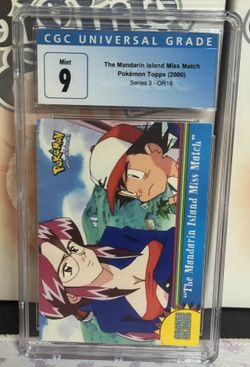 CGC UNIVERSAL GRADE
Mint
9
The Mandarin Island Miss Match
Pokémon Topps (2000)
Series 3 - OR16
POKéMON
"The Mandarin Island Miss Match"